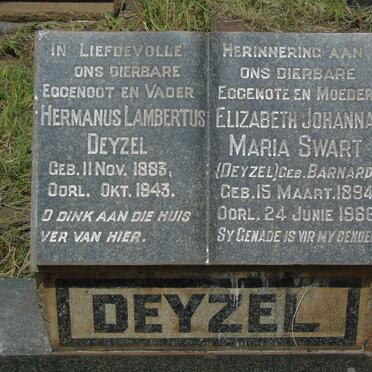 IN LIEFDEVOLLE
ONS DIERBARE
EGGENOOT EN VADER
HERMANUS LAMBERTUS
DEYZEL
GEB. 11 NOV. 1883,
OORL. OKT. 1943.
O DINK AAN DIE HUIS
VER VAN HIER.
HERINNERING AAN
ONS DIERBARE
EGGENOTE EN MOEDER
ELIZABETH JOHANNA
MARIA SWART
(DEYZEL) GEB. BARNARD
GEB. 15 MAART. 1894
OORL. 24 JUNIE
SY GENADE IS VIR MY GENOEG
DEYZEL